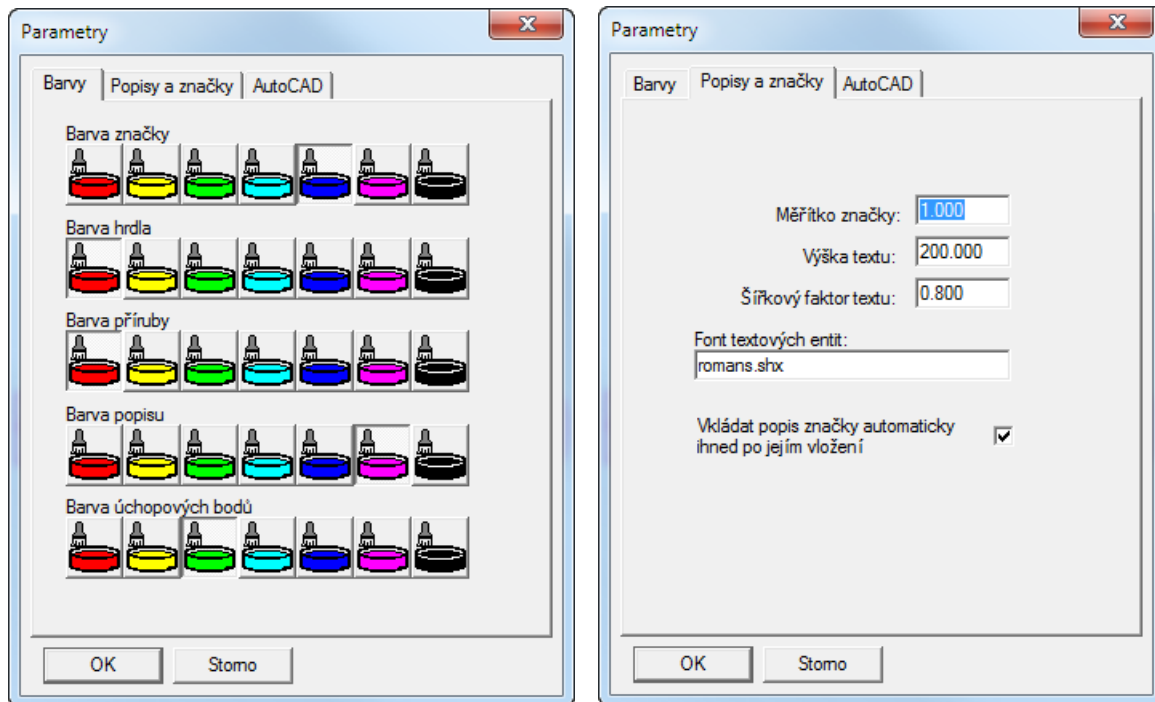 Parametry
Barvy
Popisy a značky
AutoCAD
Barva značky
Barva hrdla
Barva příruby
Barva popisu
Barva úchopových bodů
OK
Storno
Parametry
Barvy
Popisy a značky
AutoCAD
Měřítko značky: 1.000
Výška textu: 200.000
Šířkový faktor textu: 0.800
Font textových entit:
romans.shx
Vkládat popis značky automaticky
ihned po jejím vložení
OK
Storno